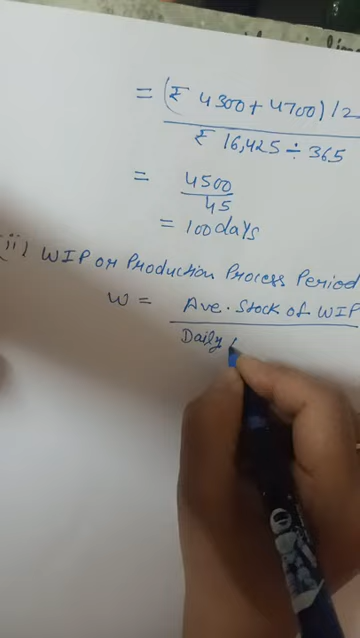 = (₹ 4300 + 4700) / 2
₹ 16,425 ÷ 365
= 4500
45
= 100 days
(ii) WIP or Production Process Period
W = Ave. Stock of WIP
Daily